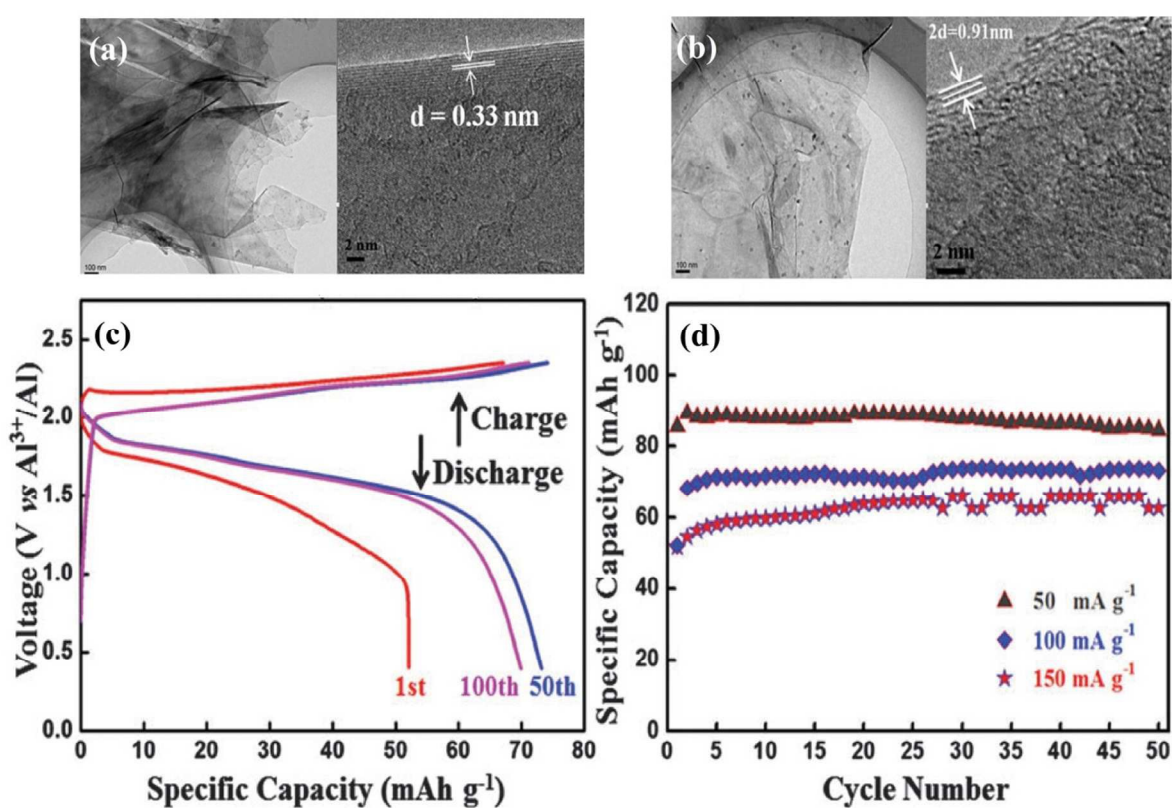 (a)
d = 0.33 nm
100 nm
2 nm
(b)
2d=0.91nm
100 nm
2 nm
(c)
Voltage (V vs Al³⁺/Al)
2.5
2.0
1.5
1.0
0.5
0.0
Charge
Discharge
1st
100th
50th
0
10
20
30
40
50
60
70
80
Specific Capacity (mAh g⁻¹)
(d)
Specific Capacity (mAh g⁻¹)
120
100
80
60
40
20
0
50 mA g⁻¹
100 mA g⁻¹
150 mA g⁻¹
0
5
10
15
20
25
30
35
40
45
50
Cycle Number